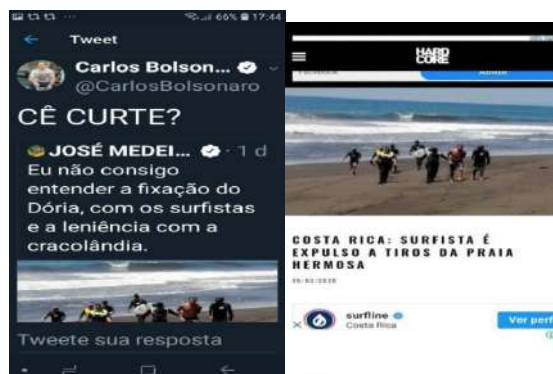 66% 17:44
Tweet
Carlos Bolson...
@CarlosBolsonaro
CÊ CURTE?
JOSÉ MEDEI... · 1 d
Eu não consigo
entender a fixação do
Dória, com os surfistas
e a leniência com a
cracolândia.
Tweete sua resposta
HARD
CORE
COSTA RICA: SURFISTA É
EXPULSO A TIROS DA PRAIA
HERMOSA
surfline
Costa Rica
Ver perf